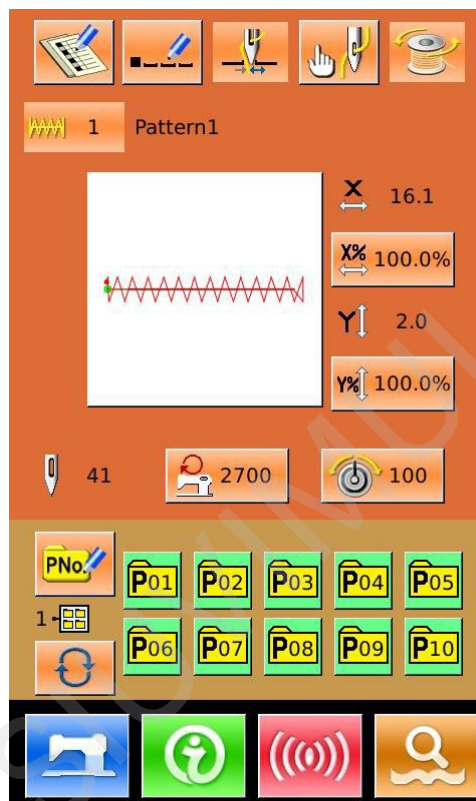 1 Pattern1
X 16.1
X% 100.0%
Y 2.0
Y% 100.0%
41 2700 100
PNo.
P01 P02 P03 P04 P05
1-
P06 P07 P08 P09 P10